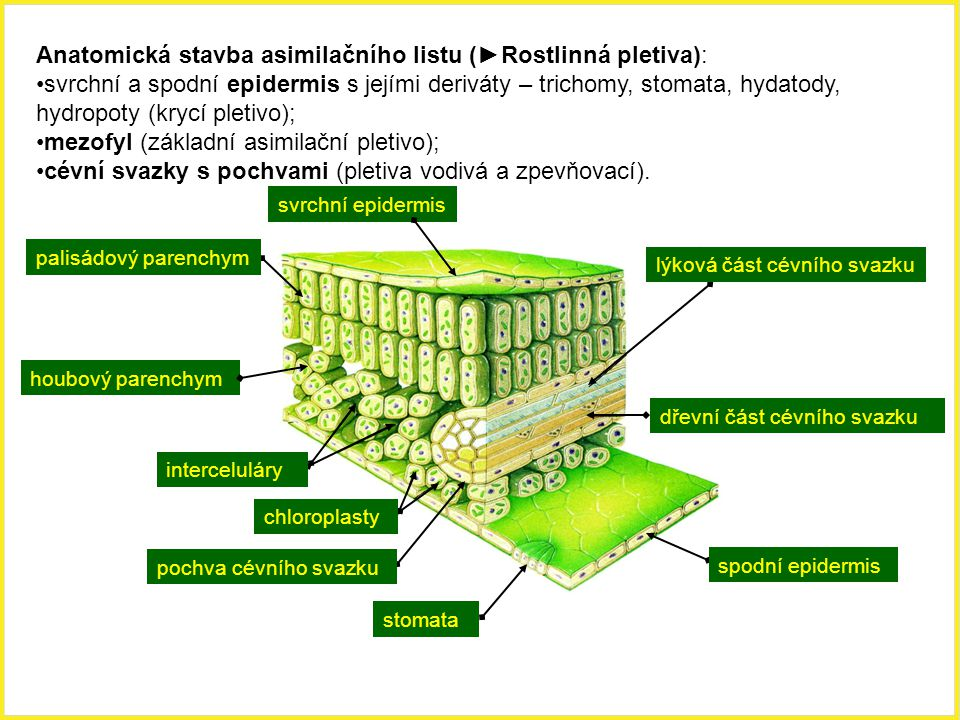 Anatomická stavba asimilačního listu (►Rostlinná pletiva):
•svrchní a spodní epidermis s jejími deriváty – trichomy, stomata, hydatody,
hydropoty (krycí pletivo);
•mezofyl (základní asimilační pletivo);
•cévní svazky s pochvami (pletiva vodivá a zpevňovací).
svrchní epidermis
palisádový parenchym
lýková část cévního svazku
houbový parenchym
dřevní část cévního svazku
interceluláry
chloroplasty
pochva cévního svazku
spodní epidermis
stomata